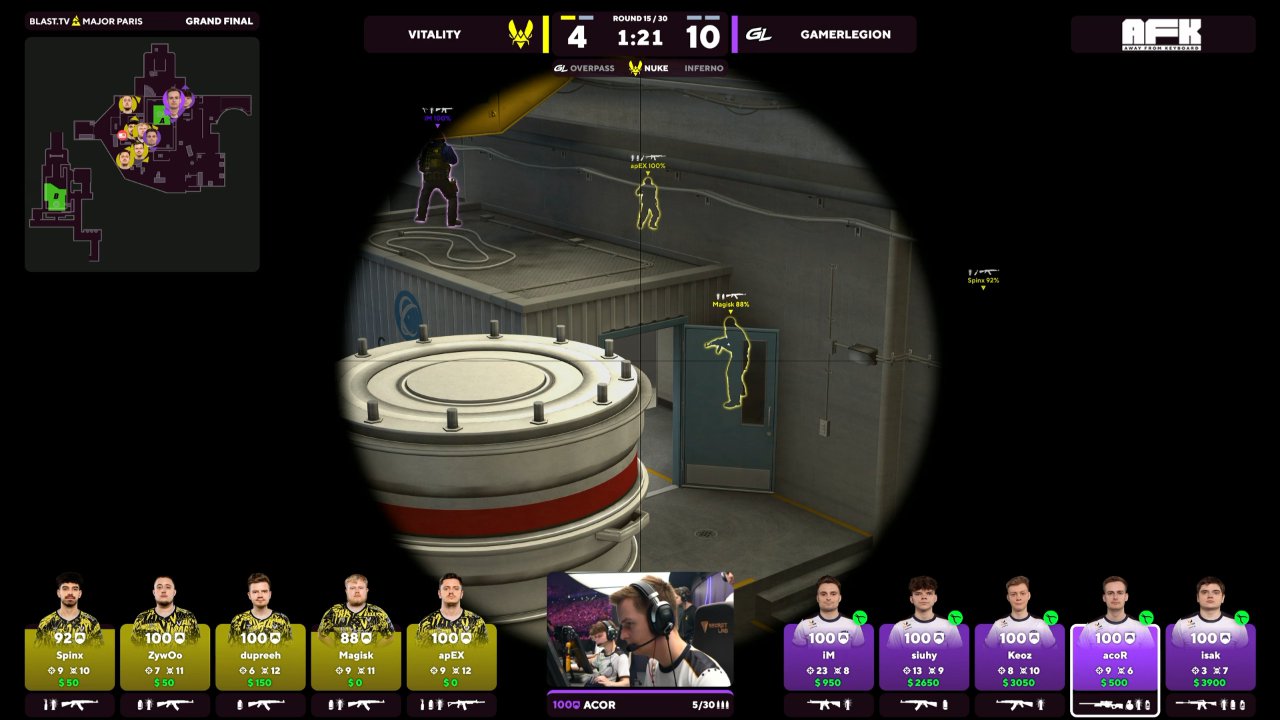 BLAST.TV MAJOR PARIS GRAND FINAL
VITALITY
4
ROUND 15 / 30
1:21
10
GL
GAMERLEGION
AFK
AWAY FROM KEYBOARD
GL OVERPASS
NUKE
INFERNO
A
B
iM 100%
apEX 100%
Spinx 92%
Magisk 88%
SECRET
LAB
92
Spinx
9 10
$ 50
100
ZywOo
7 11
$ 50
100
dupreeh
6 12
$ 150
88
Magisk
9 11
$ 0
100
apEX
9 12
$ 0
100 ACOR 5/30
100
iM
23 8
$ 950
100
siuhy
13 9
$ 2650
100
Keoz
8 10
$ 3050
100
acoR
9 6
$ 500
100
isak
3 7
$ 3900